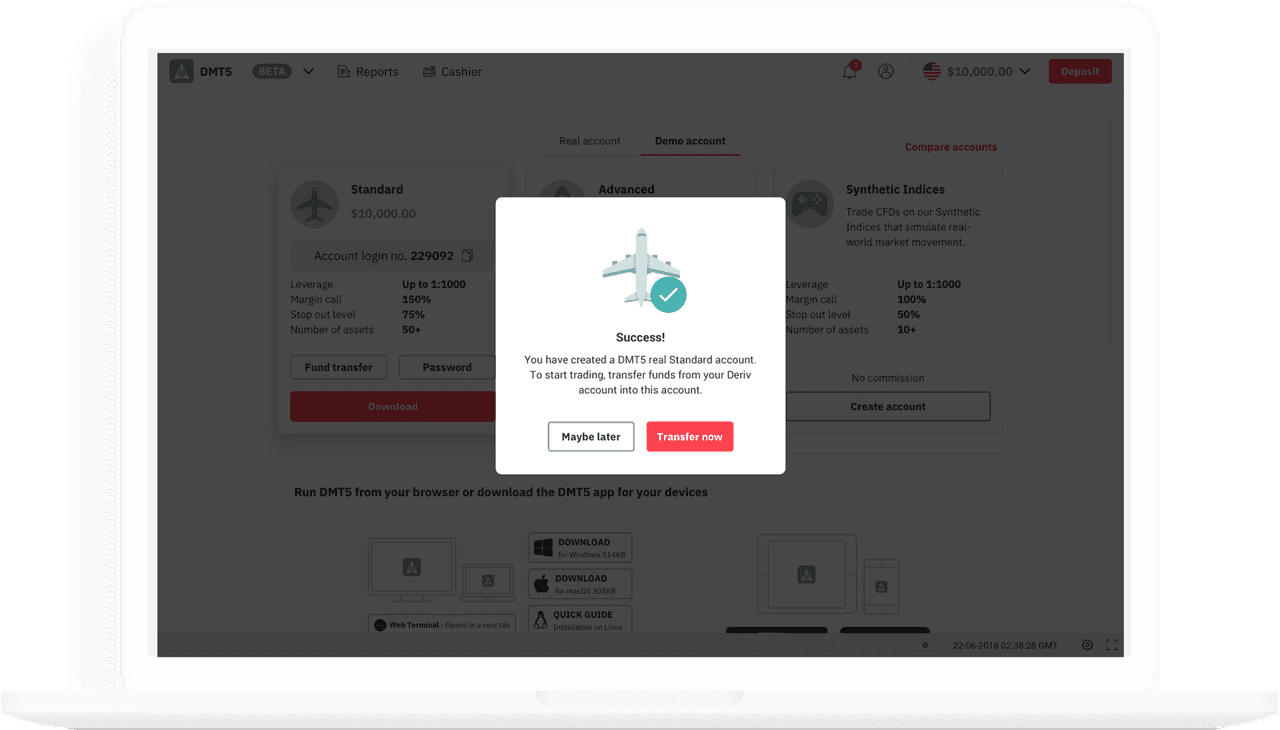 DMT5 BETA Reports Cashier 1 $10,000.00 Deposit
Real account Demo account Compare accounts
Standard
$10,000.00
Account login no. 229092
Leverage Up to 1:1000
Margin call 150%
Stop out level 75%
Number of assets 50+
Fund transfer Password
Download
Advanced
Synthetic Indices
Trade CFDs on our Synthetic
Indices that simulate real-
world market movement.
Leverage Up to 1:1000
Margin call 100%
Stop out level 50%
Number of assets 10+
No commission
Create account
Success!
You have created a DMT5 real Standard account.
To start trading, transfer funds from your Deriv
account into this account.
Maybe later Transfer now
Run DMT5 from your browser or download the DMT5 app for your devices
Web Terminal - Opens in a new tab
DOWNLOAD
for Windows 514KB
DOWNLOAD
for macOS 305KB
QUICK GUIDE
Installation on Linux
22-06-2018 02:38:28 GMT